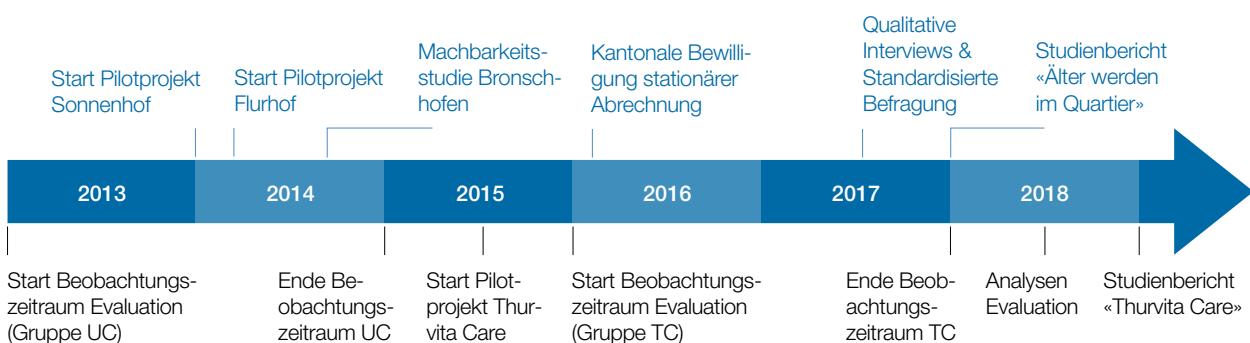 Start Pilotprojekt
Sonnenhof
Start Pilotprojekt
Flurhof
Machbarkeits-
studie Bronsch-
hofen
Kantonale Bewilli-
gung stationärer
Abrechnung
Qualitative
Interviews &
Standardisierte
Befragung
Studienbericht
«Älter werden
im Quartier»
2013
2014
2015
2016
2017
2018
Start Beobachtungs-
zeitraum Evaluation
(Gruppe UC)
Ende Be-
obachtungs-
zeitraum UC
Start Pilot-
projekt Thur-
vita Care
Start Beobachtungs-
zeitraum Evaluation
(Gruppe TC)
Ende Beob-
achtungs-
zeitraum TC
Analysen
Evaluation
Studienbericht
«Thurvita Care»